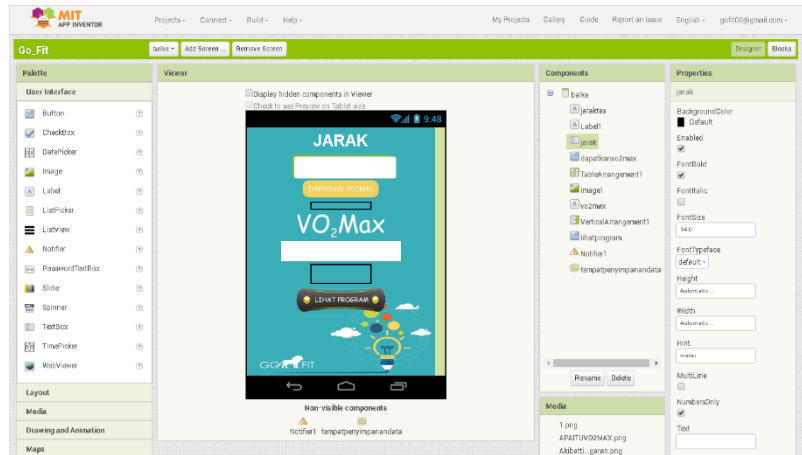 MIT
APP INVENTOR
Projects
Connect
Build
Help
My Projects
Gallery
Guide
Report an Issue
English
gofit00@gmail.com
Go_Fit
balke
Add Screen ...
Remove Screen
Designer
Blocks
Palette
User Interface
Button
CheckBox
DatePicker
Image
Label
ListPicker
ListView
Notifier
PasswordTextBox
Slider
Spinner
TextBox
TimePicker
WebViewer
Layout
Media
Drawing and Animation
Maps
Viewer
Display hidden components in Viewer
Check to see Preview on Tablet size
9:48
JARAK
DAPATKAN VO2MAX
VO2Max
LIHAT PROGRAM
GO FIT
Non-visible components
Notifier1 tempatpenyimpanandata
Components
balke
jaraktes
Label1
jarak
dapatkanvo2max
TableArrangement1
Image1
vo2max
VerticalArrangement1
lihatprogram
Notifier1
tempatpenyimpanandata
Rename
Delete
Media
1.png
APAITUVO2MAX.png
Akibatti...garan.png
Properties
jarak
BackgroundColor
Default
Enabled
FontBold
FontItalic
FontSize
14.0
FontTypeface
default
Height
Automatic...
Width
Automatic...
Hint
meter
MultiLine
NumbersOnly
Text